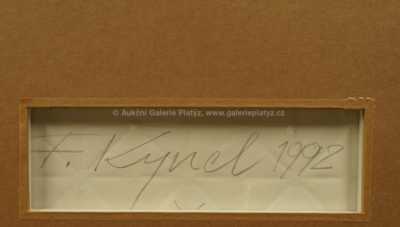 © Aukční Galerie Platýz, www.galerieplatyz.cz
F. Kyncl 1992